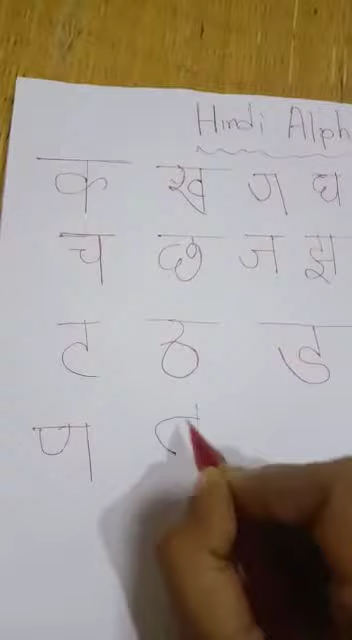 Hindi Alph
क ख ग घ
च छ ज झ
ट ठ ड
ण